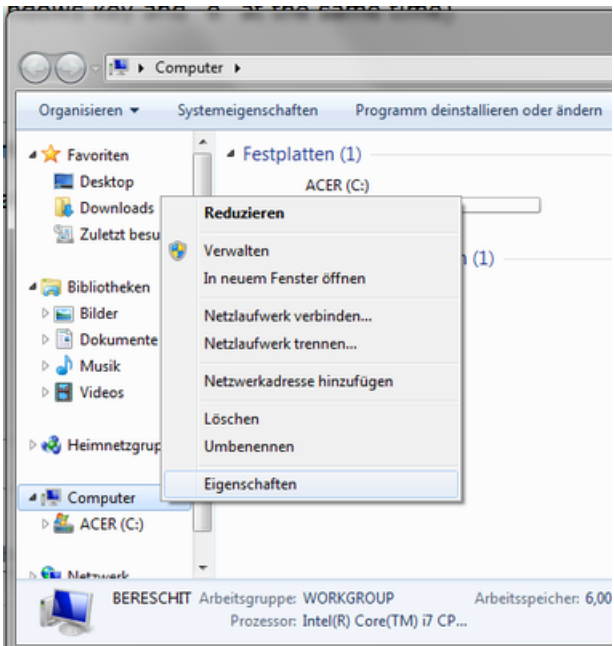 Computer
Organisieren Systemeigenschaften Programm deinstallieren oder ändern
Favoriten
Desktop
Downloads
Zuletzt besu
Bibliotheken
Bilder
Dokumente
Musik
Videos
Heimnetzgrup
Computer
ACER (C:)
Netzwerk
Festplatten (1)
ACER (C:)
(1)
Reduzieren
Verwalten
In neuem Fenster öffnen
Netzlaufwerk verbinden...
Netzlaufwerk trennen...
Netzwerkadresse hinzufügen
Löschen
Umbenennen
Eigenschaften
BERESCHIT Arbeitsgruppe: WORKGROUP Arbeitsspeicher: 6,00
Prozessor: Intel(R) Core(TM) i7 CP...